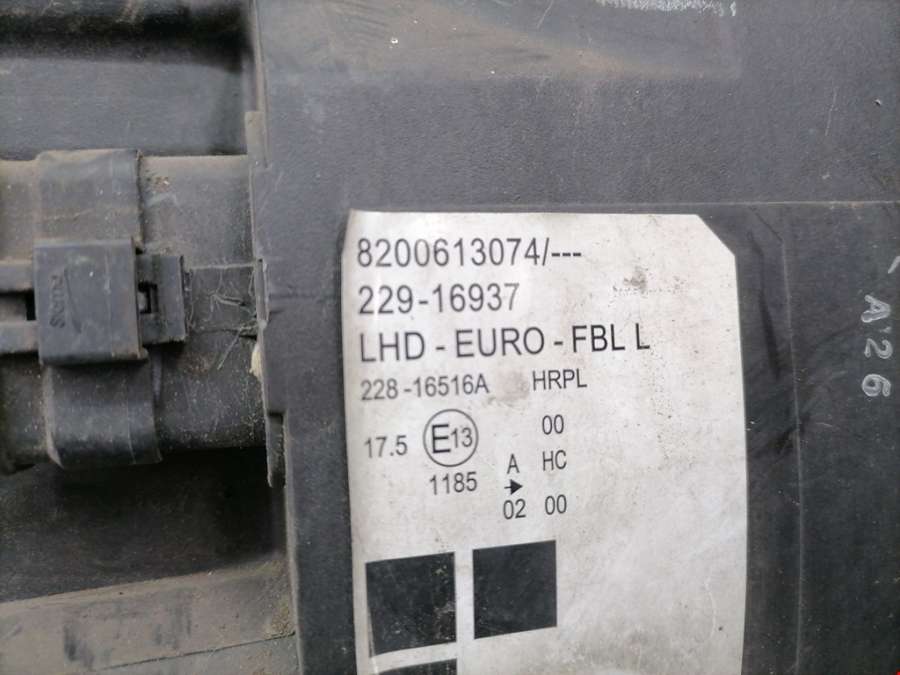 8200613074/---
229-16937
LHD - EURO - FBL L
228 -16516A HRPL
17.5 E13 00
1185 A HC
02 00
A26